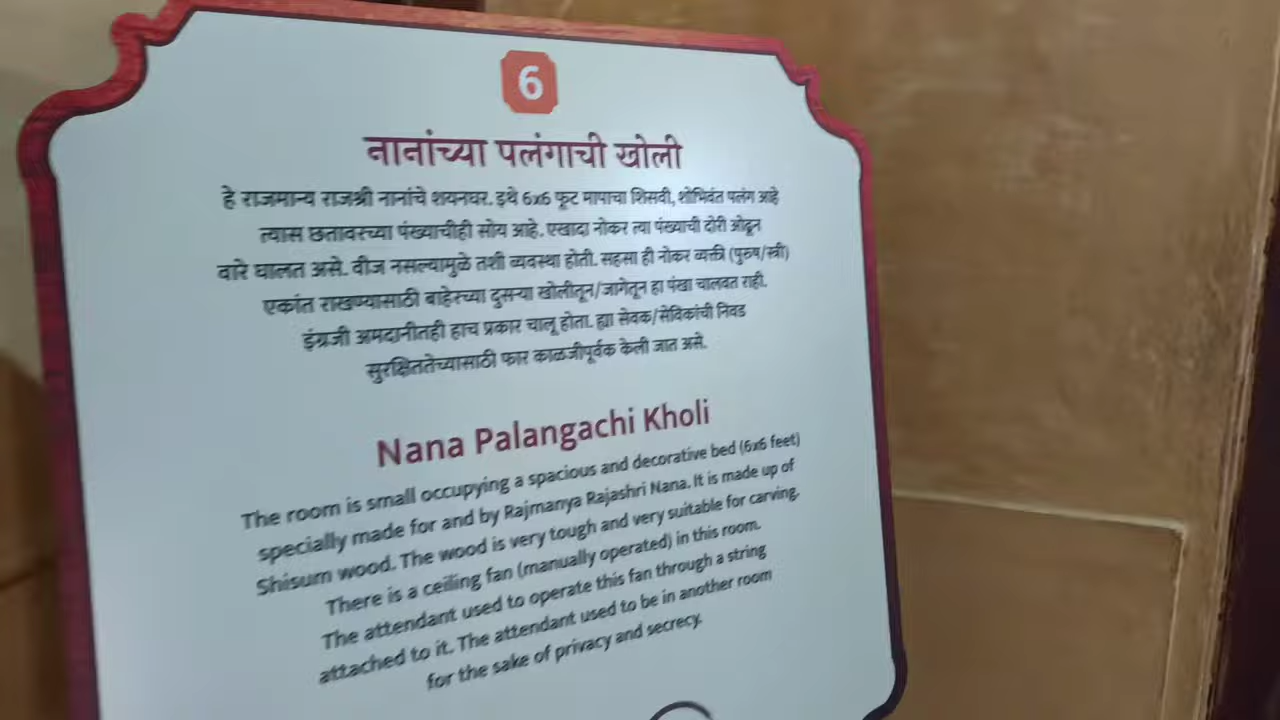 6
नानांच्या पलंगाची खोली
हे राजमान्य राजश्री नानांचे शयनघर. इथे 6x6 फूट मापाचा शिसवी, शोभिवंत पलंग आहे
त्यास छतावरच्या पंख्याचीही सोय आहे. एखादा नोकर त्या पंख्याची दोरी ओढून
वारे घालत असे. वीज नसल्यामुळे तशी व्यवस्था होती. सहसा ही नोकर व्यक्ती (पुरुष/स्त्री)
एकांत राखण्यासाठी बाहेरच्या दुसऱ्या खोलीतून/जागेतून हा पंखा चालवत राही.
इंग्रजी अमदानीतही हाच प्रकार चालू होता. ह्या सेवक/सेविकांची निवड
सुरक्षिततेच्यासाठी फार काळजीपूर्वक केली जात असे.
Nana Palangachi Kholi
The room is small occupying a spacious and decorative bed (6x6 feet)
specially made for and by Rajmanya Rajashri Nana. It is made up of
Shisum wood. The wood is very tough and very suitable for carving.
There is a ceiling fan (manually operated) in this room.
The attendant used to operate this fan through a string
attached to it. The attendant used to be in another room
for the sake of privacy and secrecy.